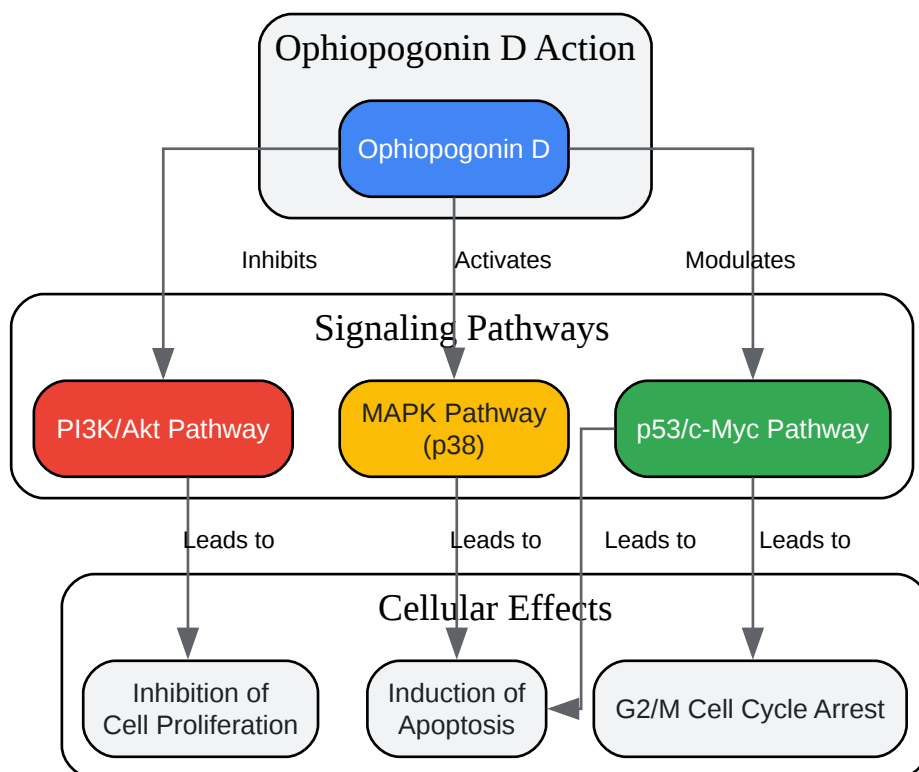 Ophiopogonin D Action
Ophiopogonin D
Inhibits
Activates
Modulates
Signaling Pathways
PI3K/Akt Pathway
MAPK Pathway
(p38)
p53/c-Myc Pathway
Leads to
Leads to
Leads to
Leads to
Cellular Effects
Inhibition of
Cell Proliferation
Induction of
Apoptosis
G2/M Cell Cycle Arrest